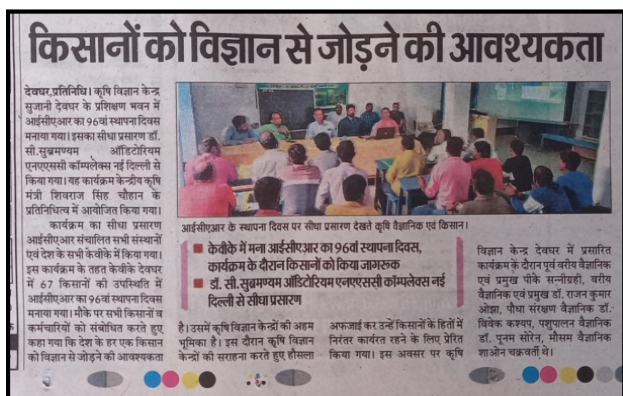 किसानों को विज्ञान से जोड़ने की आवश्यकता
देवघर,प्रतिनिधि। कृषि विज्ञान केन्द्र
सुजानी देवघर के प्रशिक्षण भवन में
आईसीएआर का 96वां स्थापना दिवस
मनाया गया। इसका सीधा प्रसारण डॉ.
सी.सुब्रमण्यम ऑडिटोरियम
एनएएससी कॉम्पलेक्स नई दिल्ली से
किया गया। यह कार्यक्रम केन्द्रीय कृषि
मंत्री शिवराज सिंह चौहान के
प्रतिनिधित्व में आयोजित किया गया।
कार्यक्रम का सीधा प्रसारण
आईसीएआर संचालित सभी संस्थानों
एवं देश के सभी केवीके में किया गया।
इस कार्यक्रम के तहत केवीके देवघर
में 67 किसानों की उपस्थिति में
आईसीएआर का 96वां स्थापना दिवस
मनाया गया। मौके पर सभी किसानों व
कर्मचारियों को संबोधित करते हुए
कहा गया कि देश के हर एक किसान
को विज्ञान से जोड़ने की आवश्यकता
आईसीएआर के स्थापना दिवस पर सीधा प्रसारण देखते कृषि वैज्ञानिक एवं किसान।
केवीके में मना आईसीएआर का 96वां स्थापना दिवस,
कार्यक्रम के दौरान किसानों को किया जागरूक
डॉ. सी. सुब्रमण्यम ऑडिटोरियम एनएएससी कॉम्पलेक्स नई
दिल्ली से सीधा प्रसारण
है। उसमें कृषि विज्ञान केंद्रों की अहम
भूमिका है। इस दौरान कृषि विज्ञान
केन्द्रों की सराहना करते हुए हौसला
अफजाई कर उन्हें किसानों के हितों में
निरंतर कार्यरत रहने के लिए प्रेरित
किया गया। इस अवसर पर कृषि
विज्ञान केन्द्र देवघर में प्रसारित
कार्यक्रम के दौरान पूर्व वरीय वैज्ञानिक
एवं प्रमुख पीके सन्नीग्रही, वरीय
वैज्ञानिक एवं प्रमुख डॉ. राजन कुमार
ओझा, पौधा संरक्षण वैज्ञानिक डॉ.
विवेक कश्यप, पशुपालन वैज्ञानिक
डॉ. पूनम सोरेन, मौसम वैज्ञानिक
शाओन चक्रवर्ती थे।